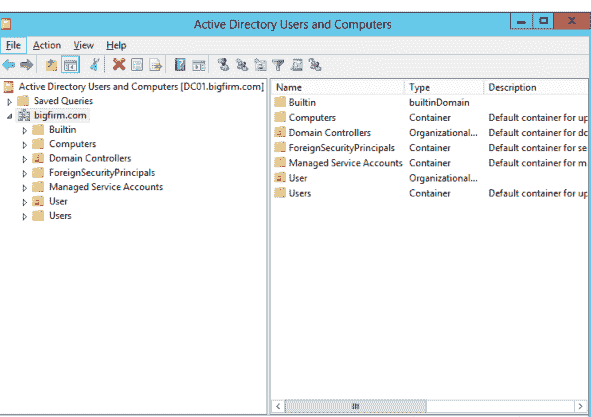 Active Directory Users and Computers
File Action View Help
Active Directory Users and Computers [DC01.bigfirm.com]
Saved Queries
bigfirm.com
Builtin
Computers
Domain Controllers
ForeignSecurityPrincipals
Managed Service Accounts
User
Users
Name Type Description
Builtin builtinDomain
Computers Container Default container for up
Domain Controllers Organizational... Default container for do
ForeignSecurityPrincipals Container Default container for se
Managed Service Accounts Container Default container for m
User Organizational...
Users Container Default container for up